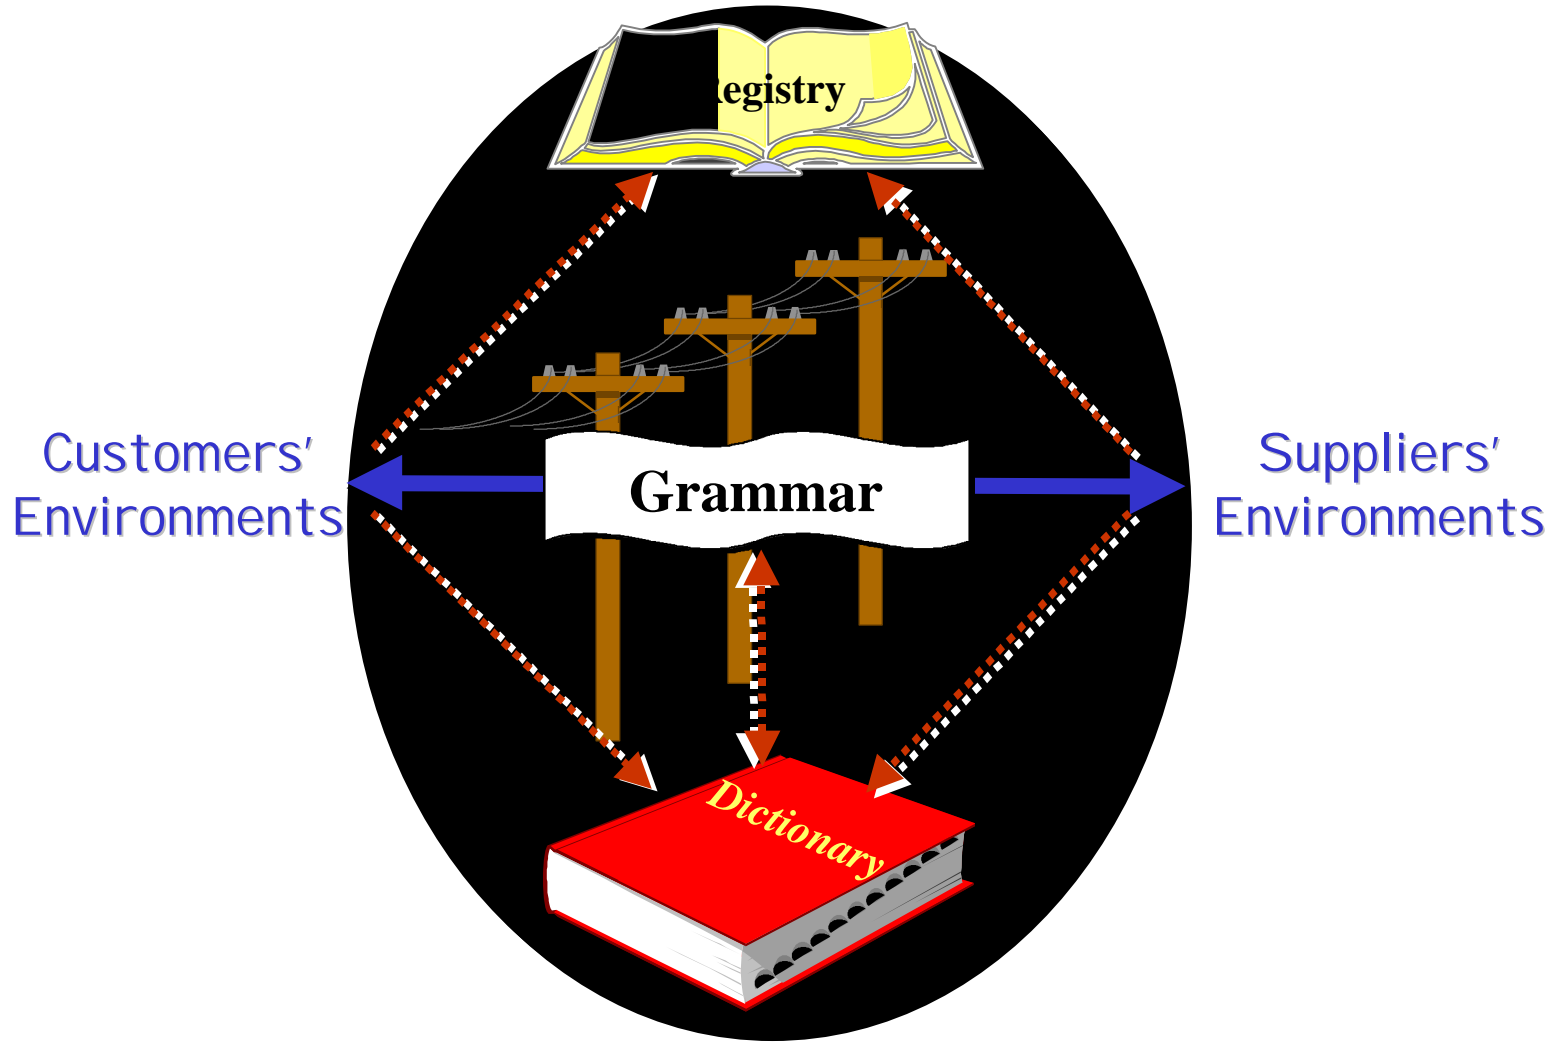 Registry
Customers'
Environments
Grammar
Suppliers'
Environments
Dictionary